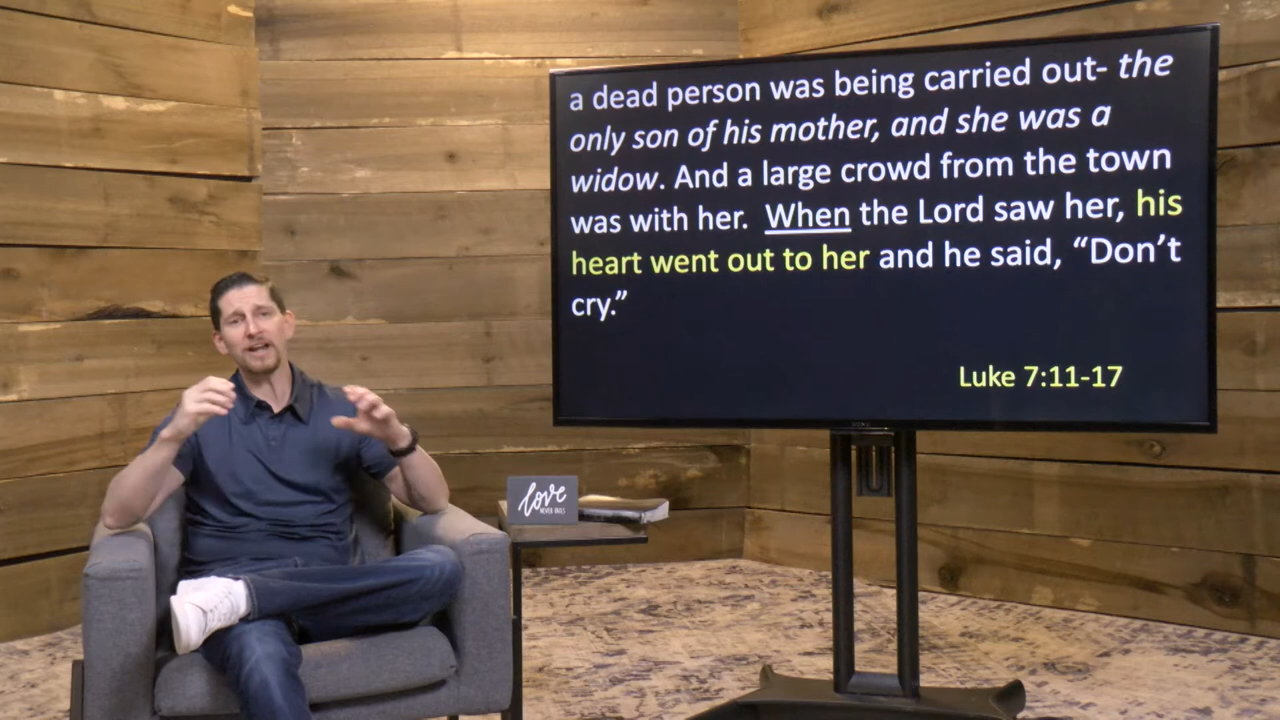 a dead person was being carried out- the
only son of his mother, and she was a
widow. And a large crowd from the town
was with her.  When the Lord saw her, his
heart went out to her and he said, “Don’t
cry.”
Luke 7:11-17
love
NEVER FAILS